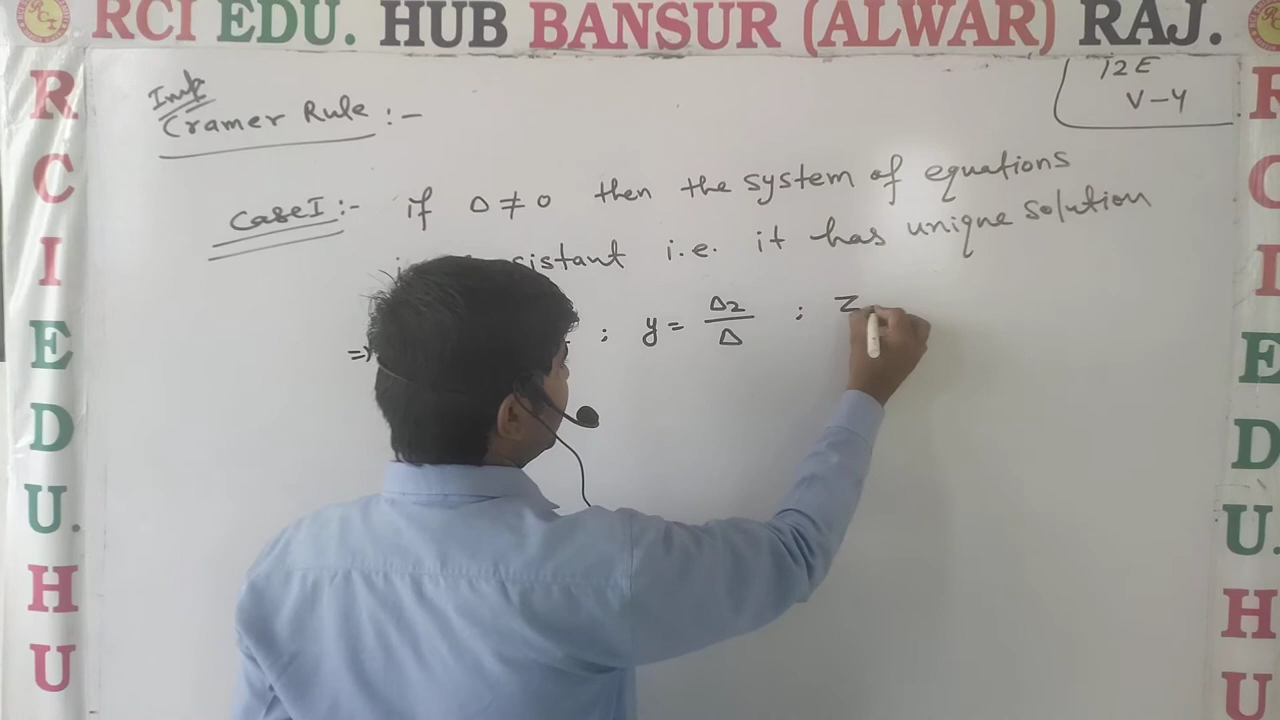 RCI EDU. HUB BANSUR (ALWAR) RAJ.
Imp
Cramer Rule :-
12E
V-4
Case I :- if Δ ≠ 0 then the system of equations
sistant i.e. it has unique solution
=> ; y = Δ2/Δ ; Z
R
C
I
E
D
U.
H
U
R
C
I
E
D
U.
H
U